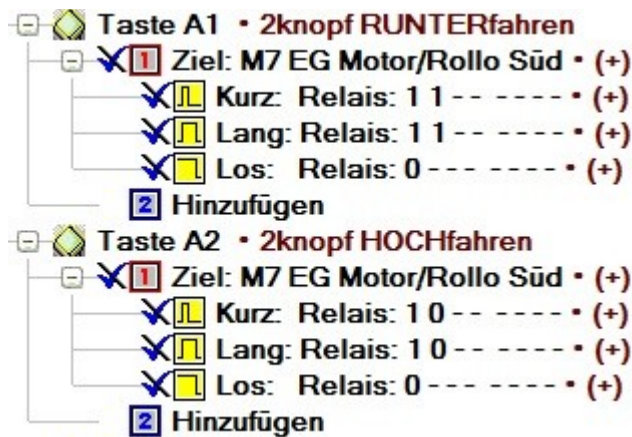 Taste A1 • 2knopf RUNTERfahren
1 Ziel: M7 EG Motor/Rollo Süd • (+)
Kurz: Relais: 1 1 - - - - - - • (+)
Lang: Relais: 1 1 - - - - - - • (+)
Los: Relais: 0 - - - - - - - • (+)
2 Hinzufügen
Taste A2 • 2knopf HOCHfahren
1 Ziel: M7 EG Motor/Rollo Süd • (+)
Kurz: Relais: 1 0 - - - - - - • (+)
Lang: Relais: 1 0 - - - - - - • (+)
Los: Relais: 0 - - - - - - - • (+)
2 Hinzufügen